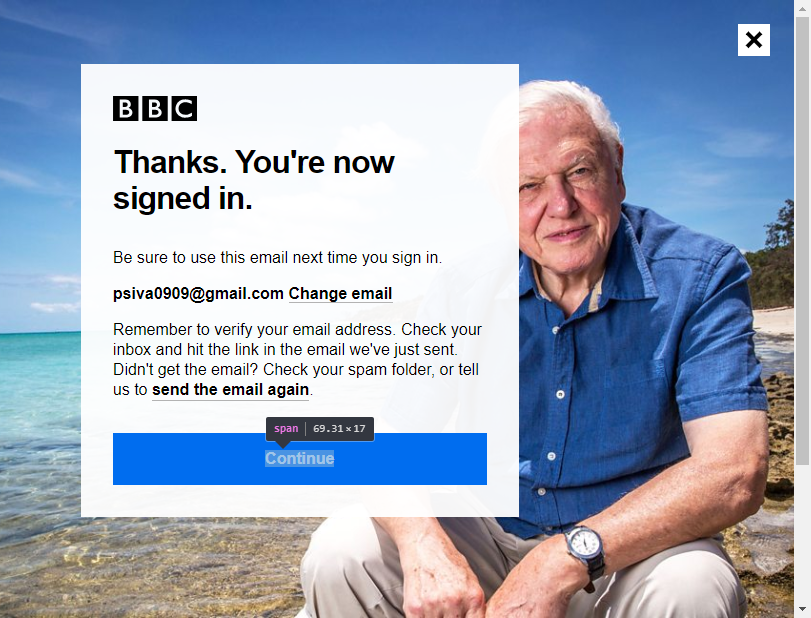 BBC
Thanks. You're now
signed in.
Be sure to use this email next time you sign in.
psiva0909@gmail.com Change email
Remember to verify your email address. Check your
inbox and hit the link in the email we've just sent.
Didn't get the email? Check your spam folder, or tell
us to send the email again.
span 69.31×17
Continue